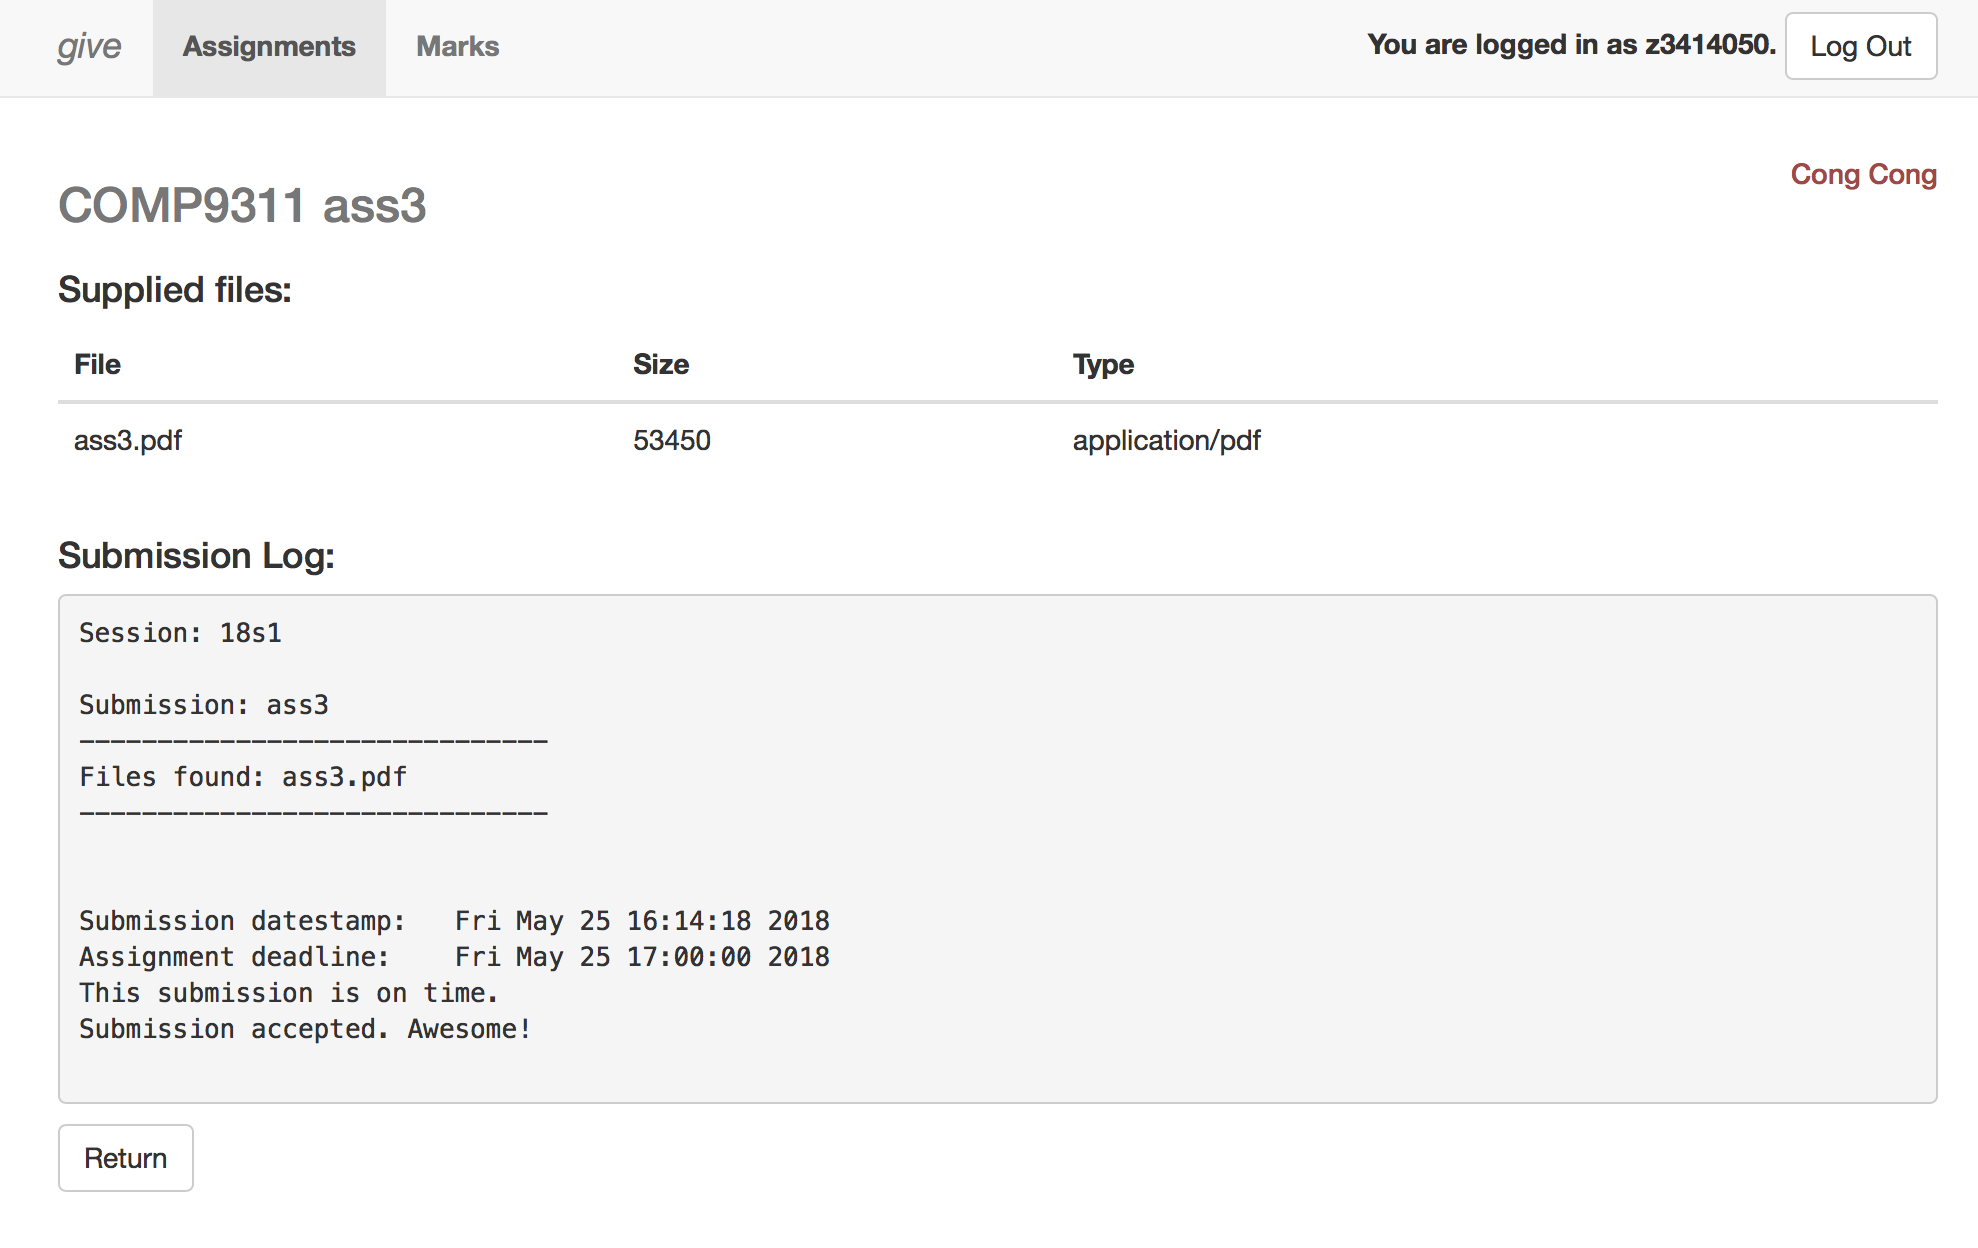 give Assignments Marks You are logged in as z3414050. Log Out
Cong Cong
COMP9311 ass3
Supplied files:
File Size Type
ass3.pdf 53450 application/pdf
Submission Log:
Session: 18s1
Submission: ass3
------------------------------
Files found: ass3.pdf
------------------------------
Submission datestamp:   Fri May 25 16:14:18 2018
Assignment deadline:    Fri May 25 17:00:00 2018
This submission is on time.
Submission accepted. Awesome!
Return